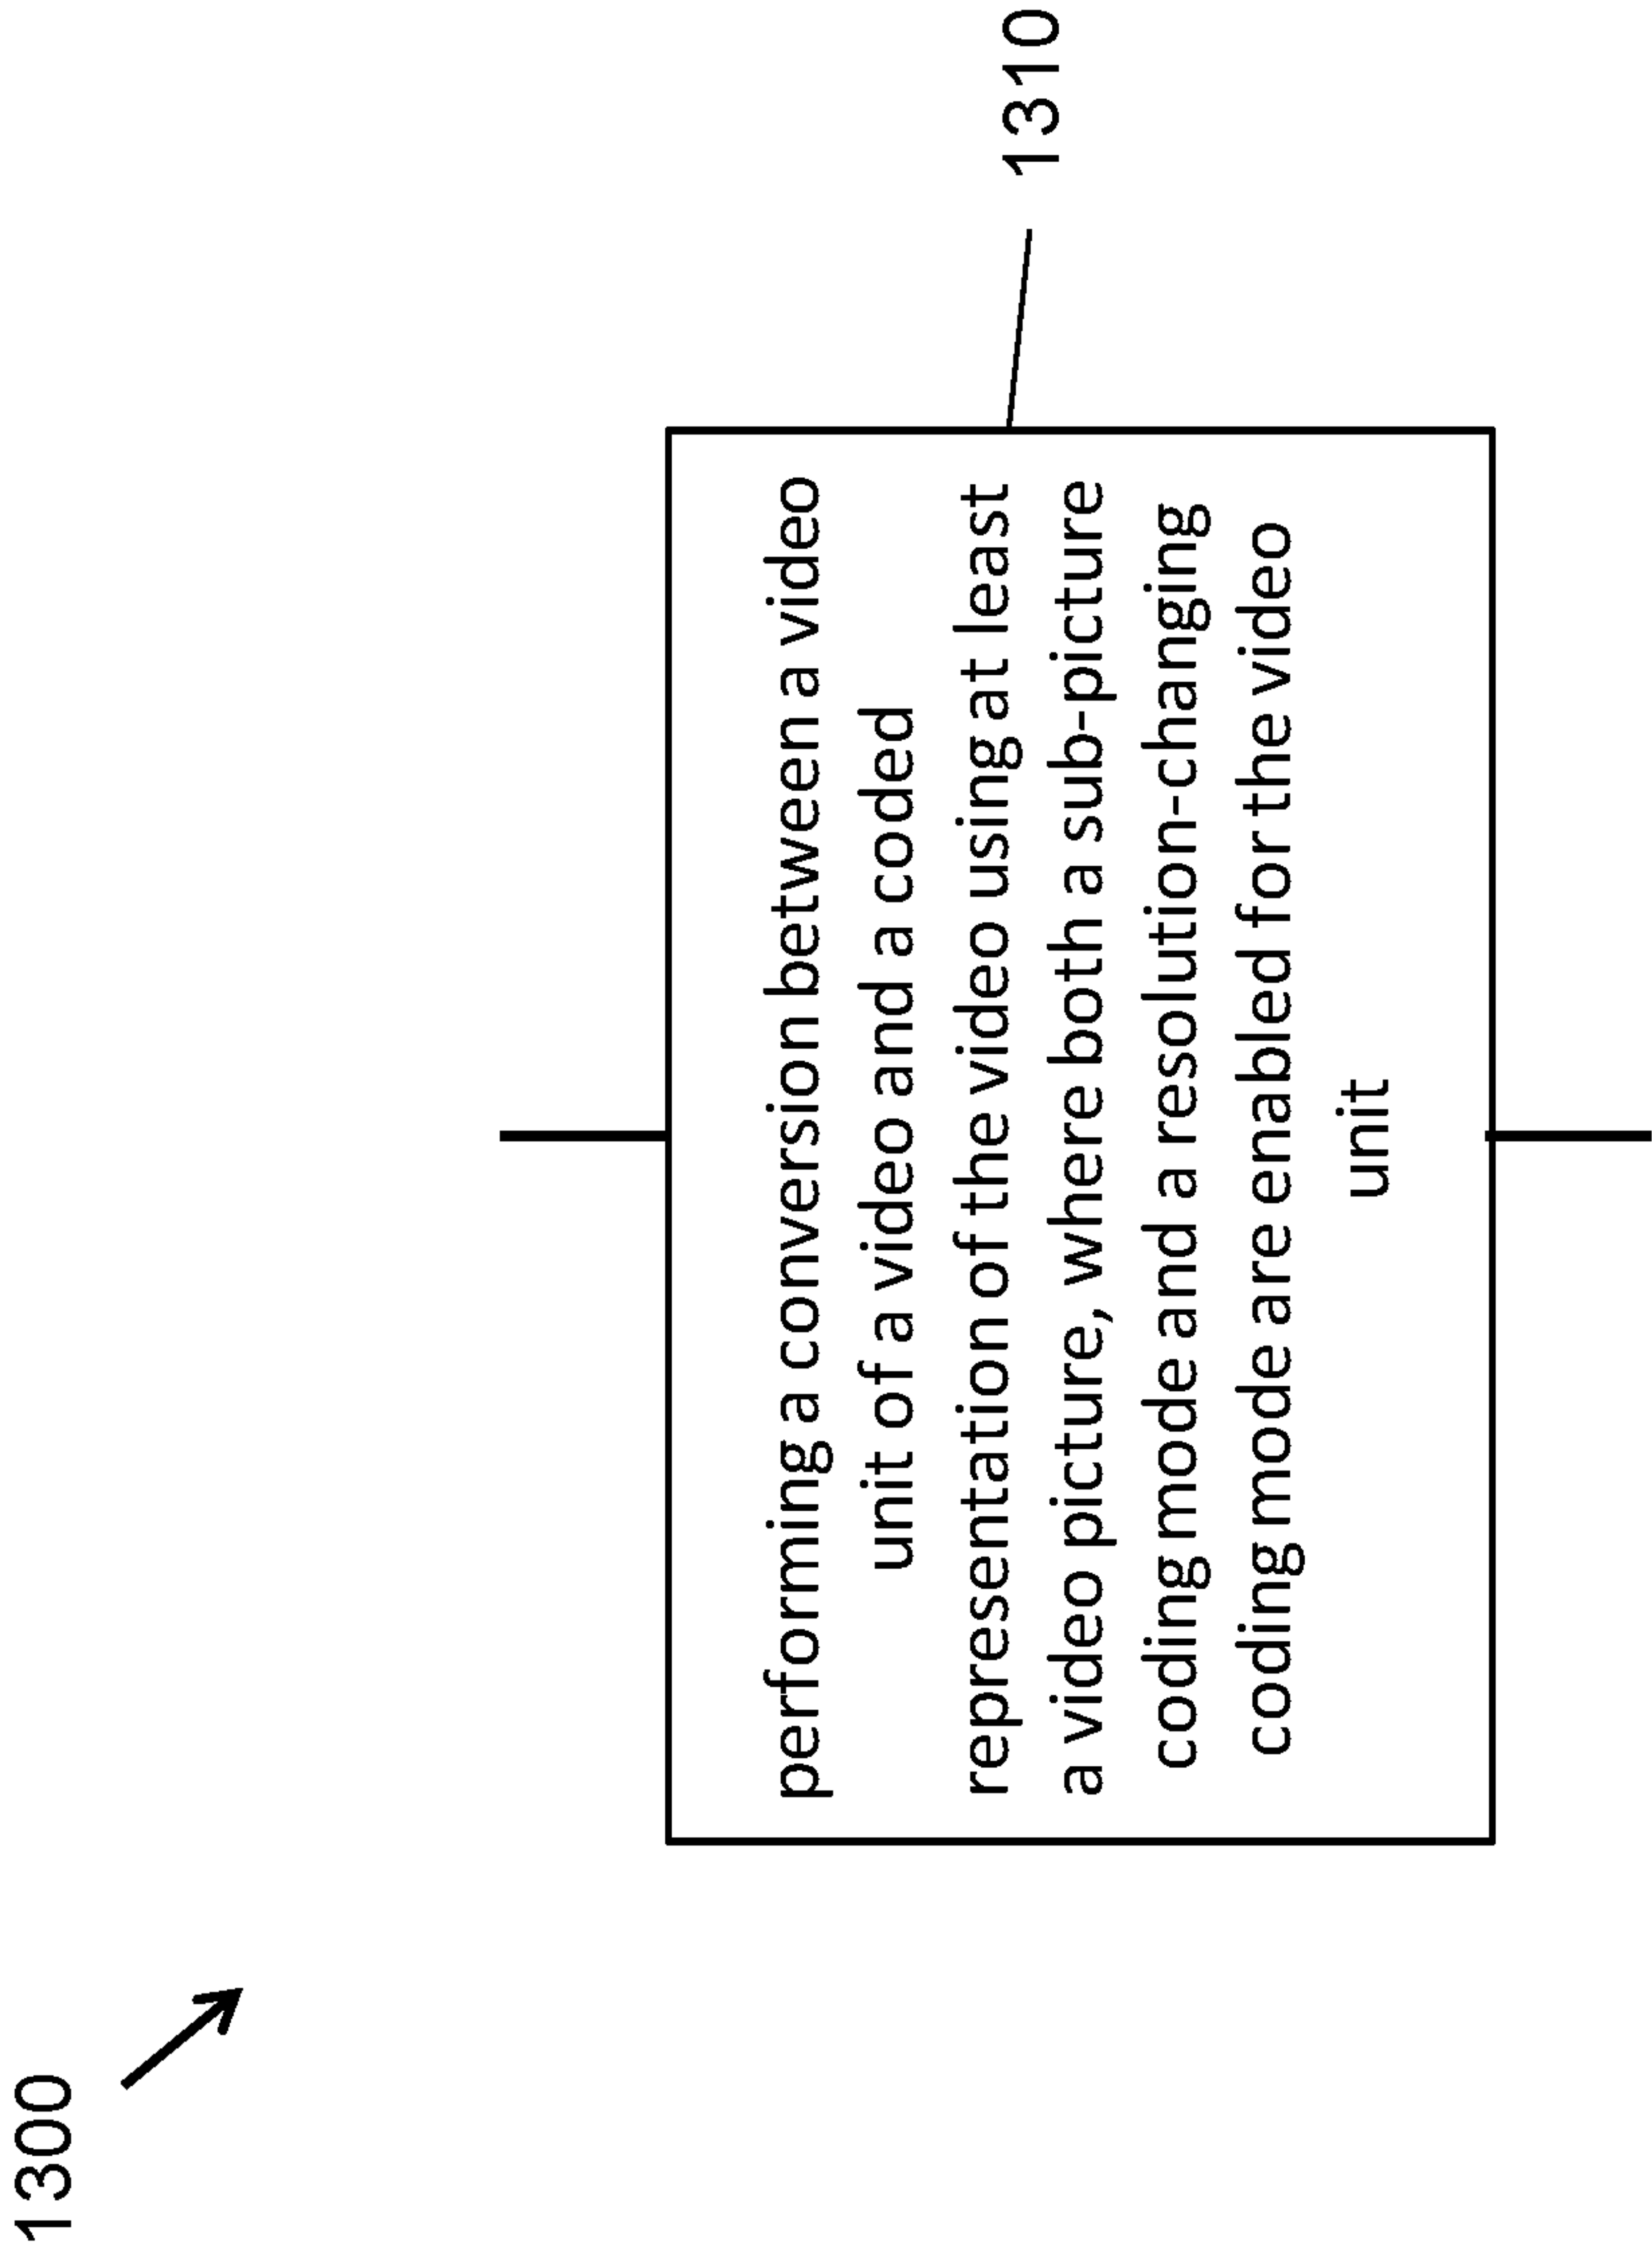 1300
performing a conversion between a video
unit of a video and a coded
representation of the video using at least
a video picture, where both a sub-picture
coding mode and a resolution-changing
coding mode are enabled for the video
unit
1310